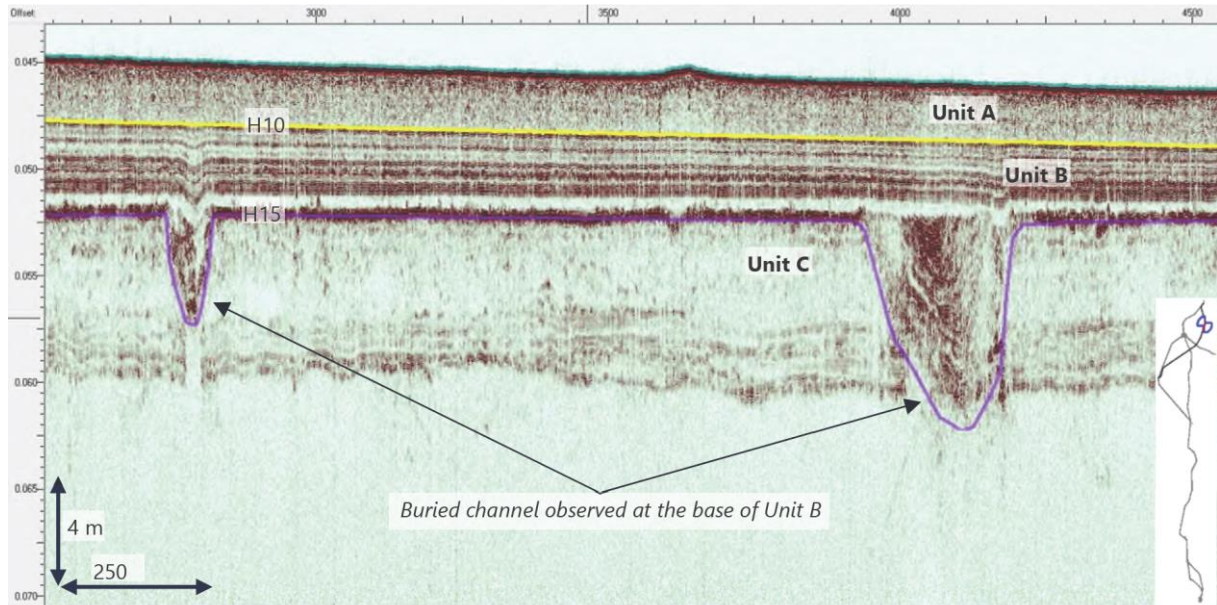 Offset: 3000 3500 4000 4500
0.045
Unit A
H10
0.050
Unit B
H15
Unit C
0.055
0.060
0.065
Buried channel observed at the base of Unit B
4 m
250
0.070